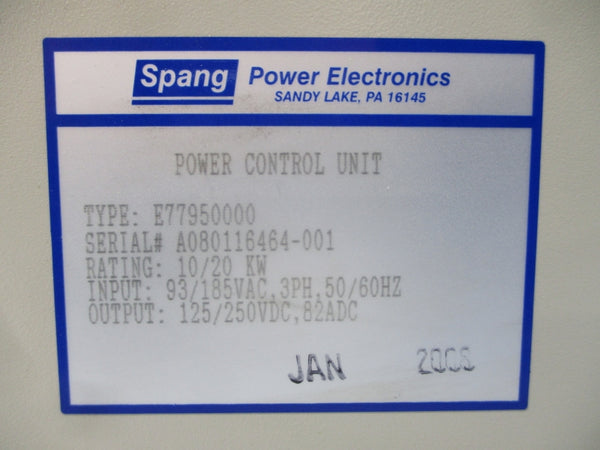 Spang Power Electronics
SANDY LAKE, PA 16145
POWER CONTROL UNIT
TYPE: E77950000
SERIAL# A080116464-001
RATING: 10/20 KW
INPUT: 93/185VAC,3PH,50/60HZ
OUTPUT: 125/250VDC,82ADC
JAN